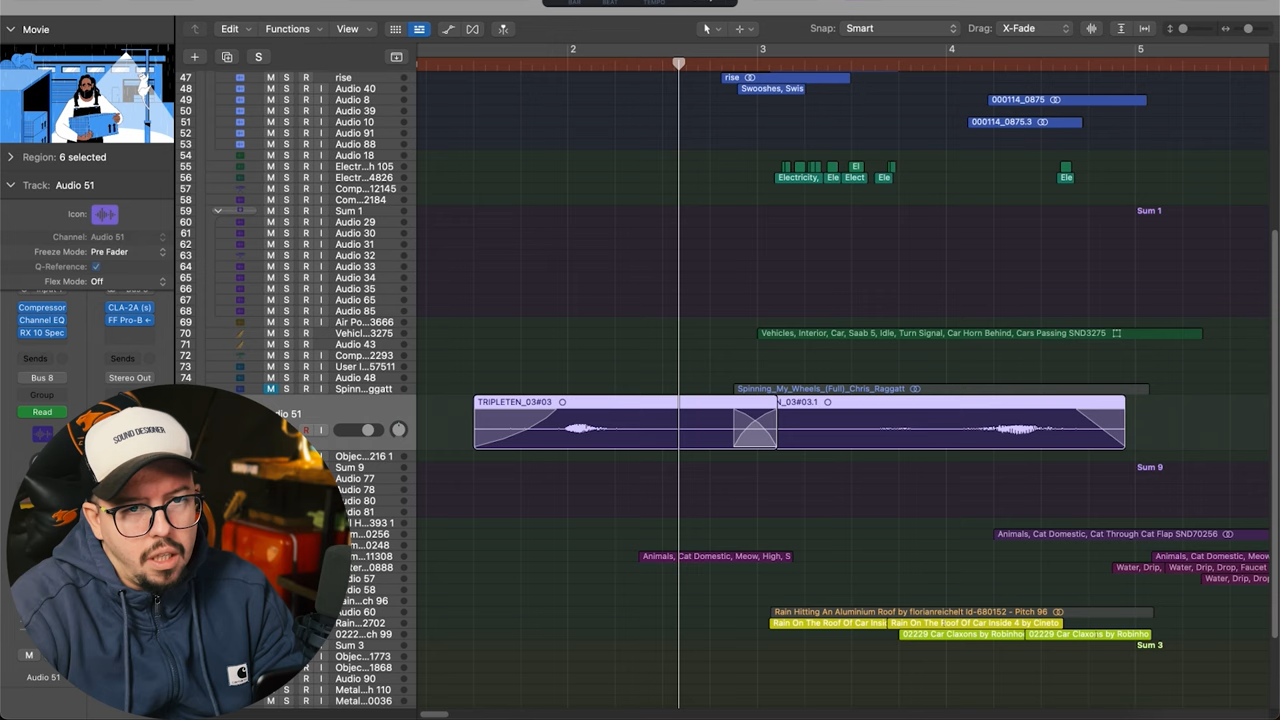 BAR BEAT TEMPO
Movie
Edit Functions View
Snap: Smart Drag: X-Fade
S
2 3 4 5
Region: 6 selected
Track: Audio 51
Icon:
Channel: Audio 51
Freeze Mode: Pre Fader
Q-Reference:
Flex Mode: Off
Compressor CLA-2A (s)
Channel EQ FF Pro-B
RX 10 Spec
Sends Sends
Bus 8 Stereo Out
Group
Read
M
Audio 51
47 M S R rise
48 M S R I Audio 40
49 M S R I Audio 8
50 M S R I Audio 39
51 M S R I Audio 10
52 M S R I Audio 91
53 M S R I Audio 88
54 M S R Audio 18
55 M S R Electr...h 105
56 M S R Electr...4826
57 M S R Comp...12145
58 M S R Com...2184
59 M S R Sum 1
60 M S R I Audio 29
61 M S R I Audio 30
62 M S R I Audio 31
63 M S R I Audio 32
64 M S R I Audio 33
65 M S R I Audio 34
66 M S R I Audio 35
67 M S R I Audio 65
68 M S R I Audio 85
69 M S R Air Po...3666
70 M S R Vehicl...3275
71 M S R Audio 43
72 M S R I Comp...2293
73 M S R I User I...57511
74 M S R I Audio 48
M S R I Spinn...ggatt
dio 51
R I
Objec...216 1
Sum 9
Audio 77
Audio 78
Audio 80
Audio 81
ll H...393 1
m...0256
m...0248
m...11308
ter...0888
Audio 57
Audio 58
ain...ch 96
Audio 60
Rain...2702
0222...ch 99
Sum 3
Objec...1773
Objec...1868
Audio 90
M S R I Metal...h 110
M S R I Metal...0036
rise
Swooshes, Swis
000114_0875
000114_0875.3
El
Electricity, Ele Elect Ele Ele
Sum 1
Vehicles, Interior, Car, Saab 5, Idle, Turn Signal, Car Horn Behind, Cars Passing SND3275
Spinning_My_Wheels_(Full)_Chris_Raggatt
TRIPLETEN_03#03 N_03#03.1
Sum 9
Animals, Cat Domestic, Cat Through Cat Flap SND70256
Animals, Cat Domestic, Meow, High, S Animals, Cat Domestic, Meow
Water, Drip, Water, Drip, Drop, Faucet
Water, Drip, Drop
Rain Hitting An Aluminium Roof by florianreichelt Id-680152 - Pitch 96
Rain On The Roof Of Car Insi Rain On The Roof Of Car Inside 4 by Cineto
02229 Car Claxons by Robinho 02229 Car Claxons by Robinho
Sum 3
SOUND DESIGNER